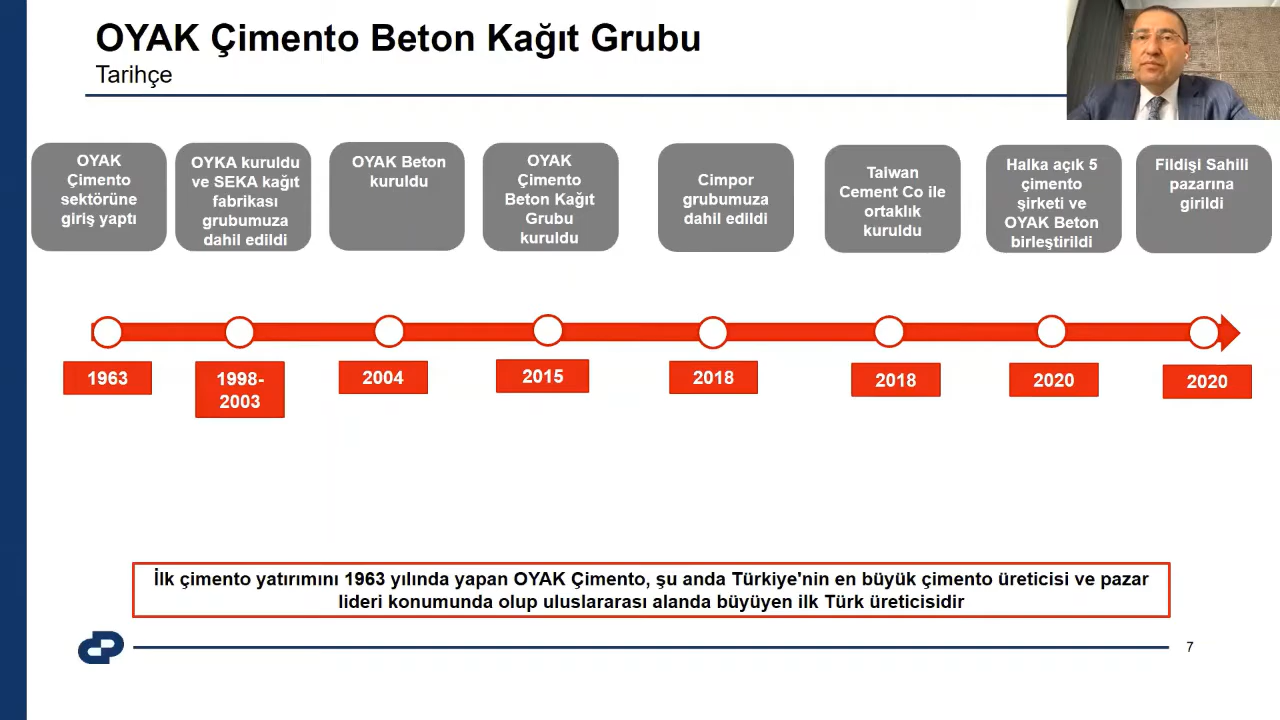 OYAK Çimento Beton Kağıt Grubu
Tarihçe
OYAK
Çimento
sektörüne
giriş yaptı
OYKA kuruldu
ve SEKA kağıt
fabrikası
grubumuza
dahil edildi
OYAK Beton
kuruldu
OYAK
Çimento
Beton Kağıt
Grubu
kuruldu
Cimpor
grubumuza
dahil edildi
Taiwan
Cement Co ile
ortaklık
kuruldu
Halka açık 5
çimento
şirketi ve
OYAK Beton
birleştirildi
Fildişi Sahili
pazarına
girildi
1963
1998-
2003
2004
2015
2018
2018
2020
2020
İlk çimento yatırımını 1963 yılında yapan OYAK Çimento, şu anda Türkiye'nin en büyük çimento üreticisi ve pazar
lideri konumunda olup uluslararası alanda büyüyen ilk Türk üreticisidir
7